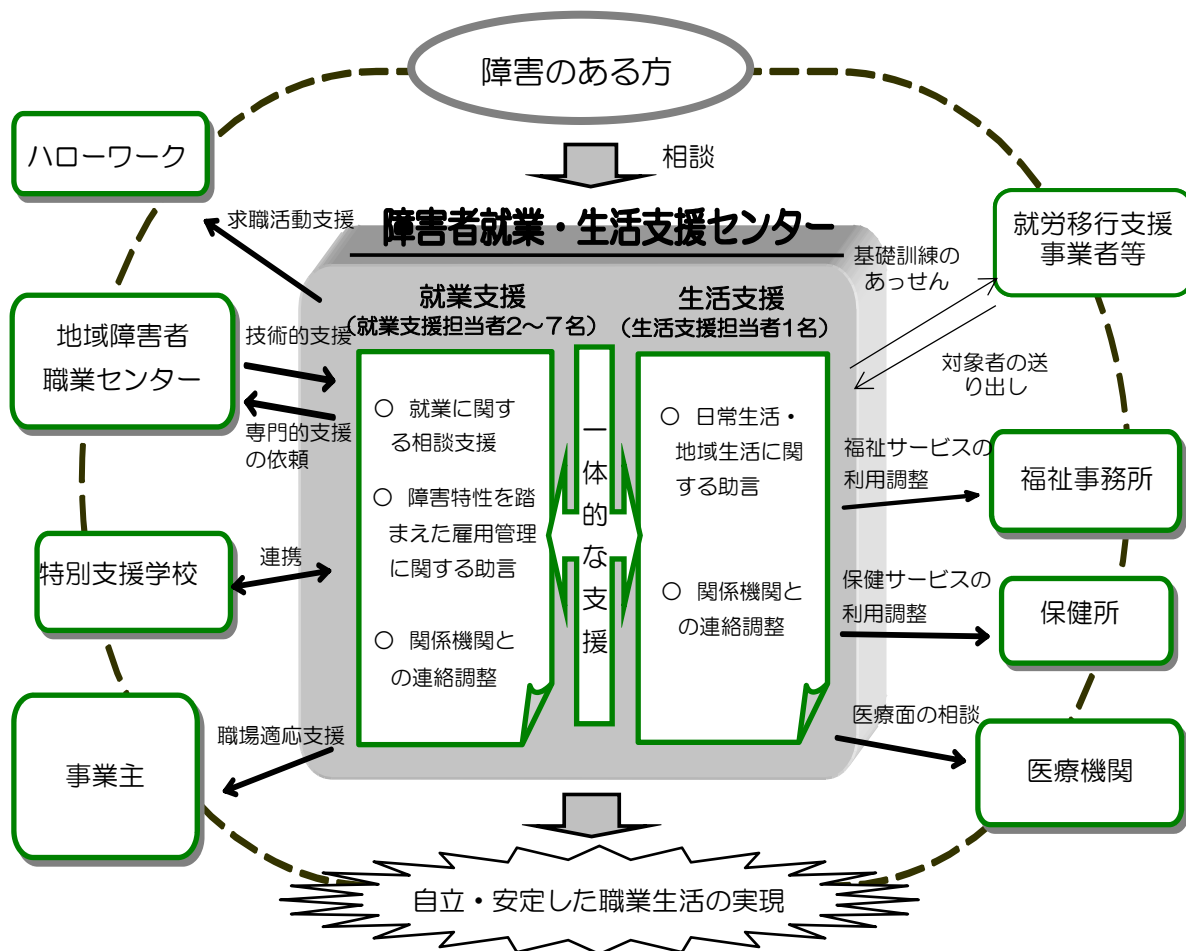 障害のある方
相談
ハローワーク
求職活動支援
障害者就業・生活支援センター
就労移行支援
事業者等
基礎訓練の
あっせん
対象者の送
り出し
地域障害者
職業センター
技術的支援
専門的支援
の依頼
就業支援
(就業支援担当者2~7名)
生活支援
(生活支援担当者1名)
○ 就業に関す
る相談支援
○ 障害特性を踏
まえた雇用管理
に関する助言
○ 関係機関と
の連絡調整
一体的な支援
○ 日常生活・
地域生活に関
する助言
○ 関係機関と
の連絡調整
福祉サービスの
利用調整
福祉事務所
特別支援学校
連携
保健サービスの
利用調整
保健所
事業主
職場適応支援
医療面の相談
医療機関
自立・安定した職業生活の実現